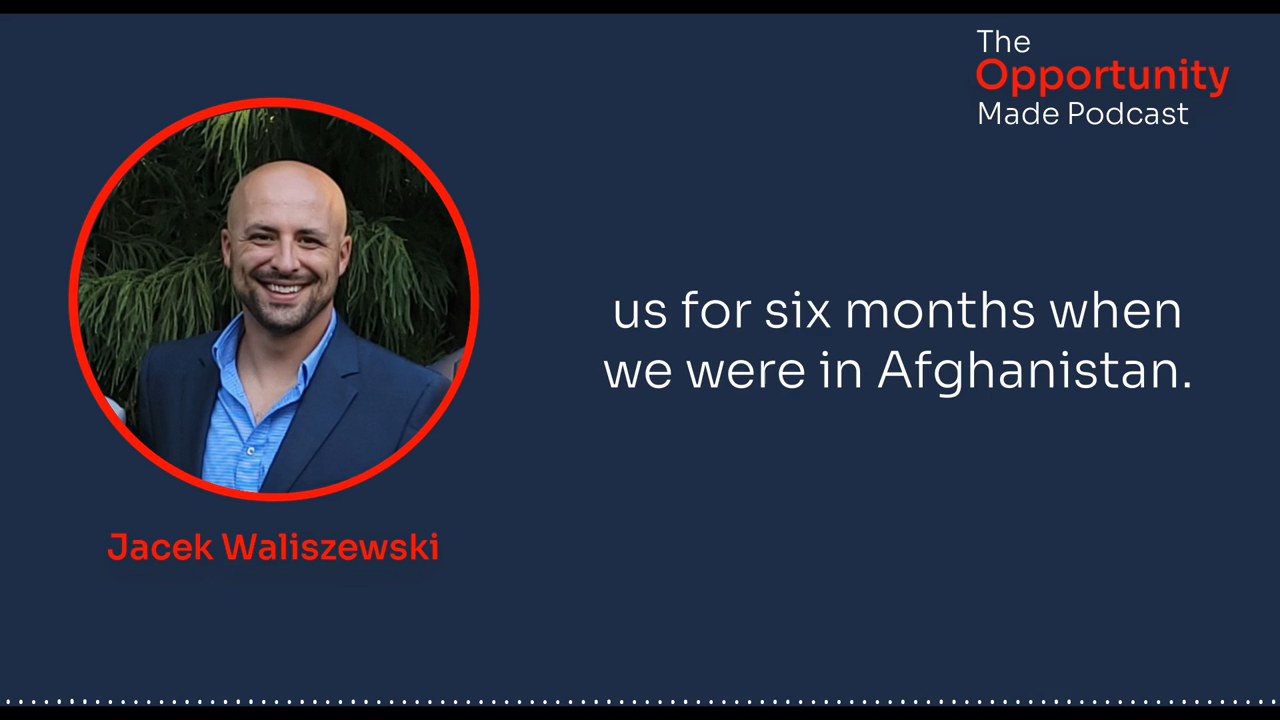 The
Opportunity
Made Podcast
us for six months when
we were in Afghanistan.
Jacek Waliszewski